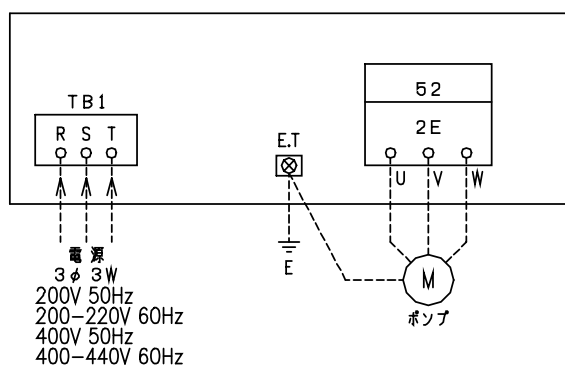 52
TB1
2E
R S T
E.T
U V W
E
M
電源
3φ 3W
200V 50Hz
200-220V 60Hz
400V 50Hz
400-440V 60Hz
ポンプ